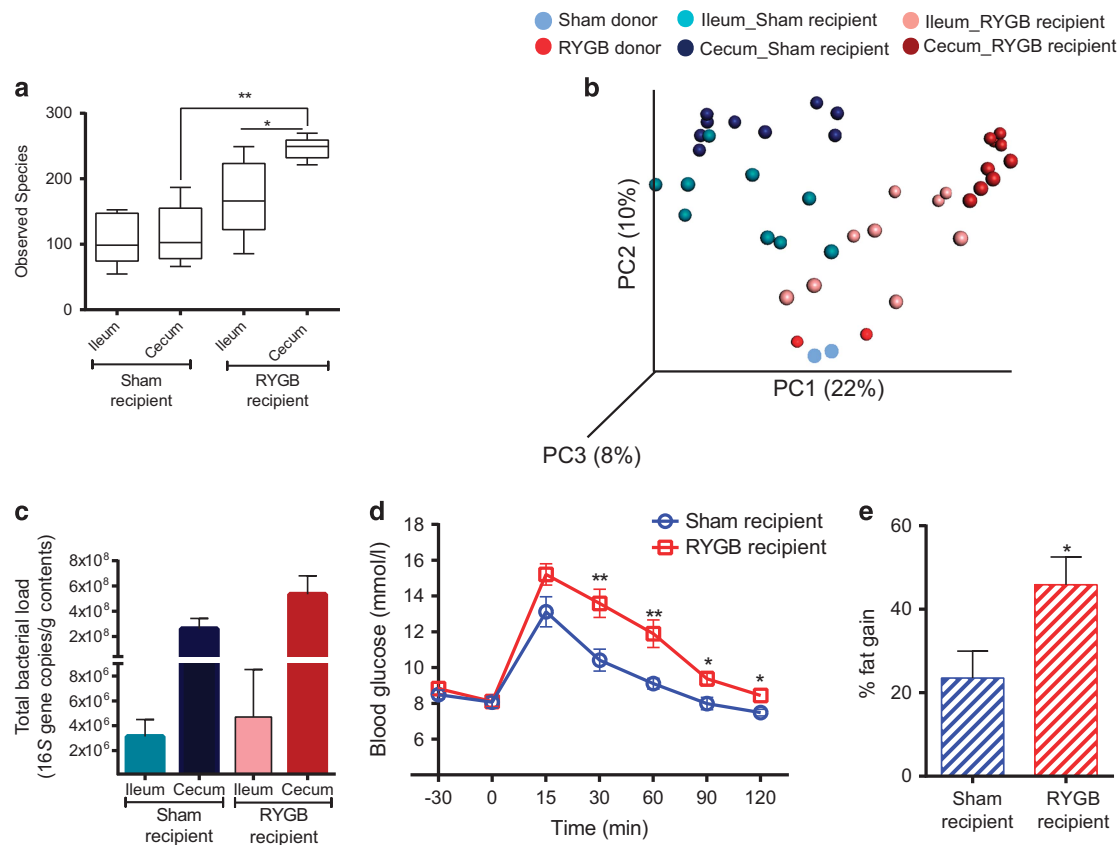 Sham donor
Ileum_Sham recipient
Ileum_RYGB recipient
RYGB donor
Cecum_Sham recipient
Cecum_RYGB recipient
a
**
*
300
200
100
0
Observed Species
Ileum
Cecum
Ileum
Cecum
Sham
recipient
RYGB
recipient
b
PC2 (10%)
PC1 (22%)
PC3 (8%)
c
Total bacterial load
(16S gene copies/g contents)
8x10⁸
6x10⁸
4x10⁸
2x10⁸
8x10⁶
6x10⁶
4x10⁶
2x10⁶
Ileum
Cecum
Ileum
Cecum
Sham
recipient
RYGB
recipient
d
Sham recipient
RYGB recipient
Blood glucose (mmol/l)
18
16
14
12
10
8
6
**
**
*
*
-30
0
15
30
60
90
120
Time (min)
e
% fat gain
60
40
20
0
*
Sham
recipient
RYGB
recipient